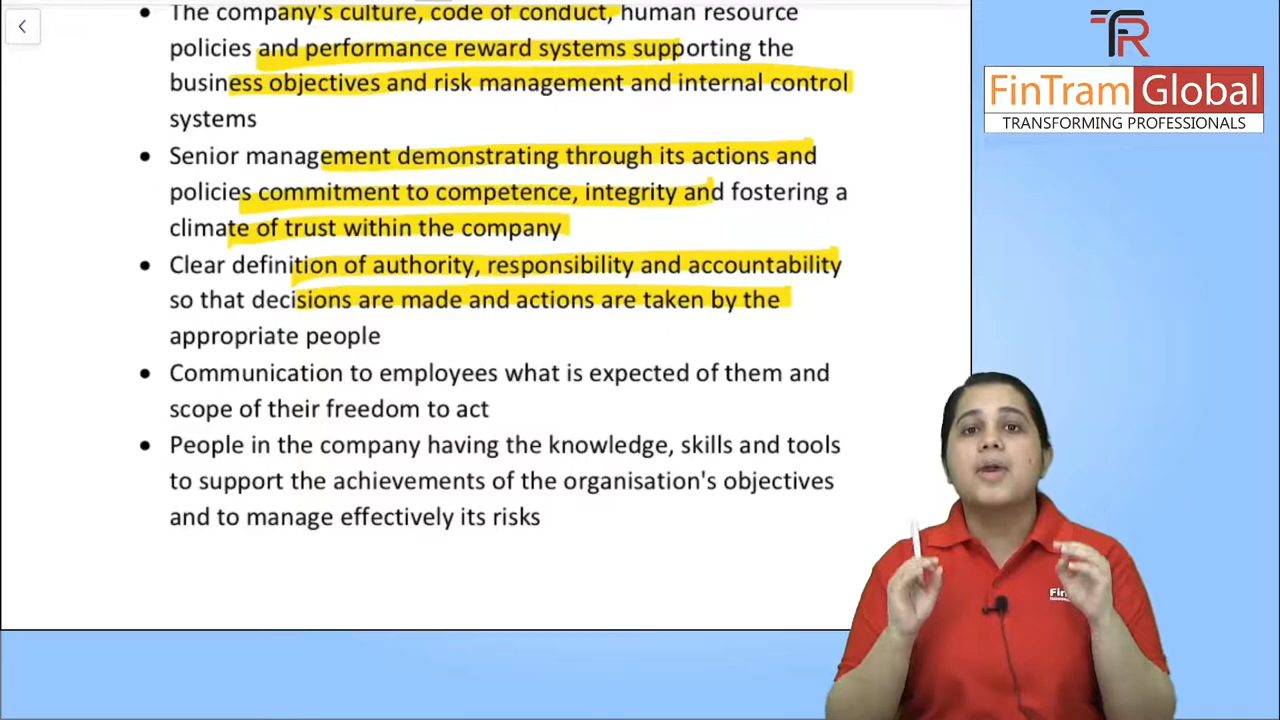 The company's culture, code of conduct, human resource
policies and performance reward systems supporting the
business objectives and risk management and internal control
systems
Senior management demonstrating through its actions and
policies commitment to competence, integrity and fostering a
climate of trust within the company
Clear definition of authority, responsibility and accountability
so that decisions are made and actions are taken by the
appropriate people
Communication to employees what is expected of them and
scope of their freedom to act
People in the company having the knowledge, skills and tools
to support the achievements of the organisation's objectives
and to manage effectively its risks
TR
FinTram Global
TRANSFORMING PROFESSIONALS
Fin